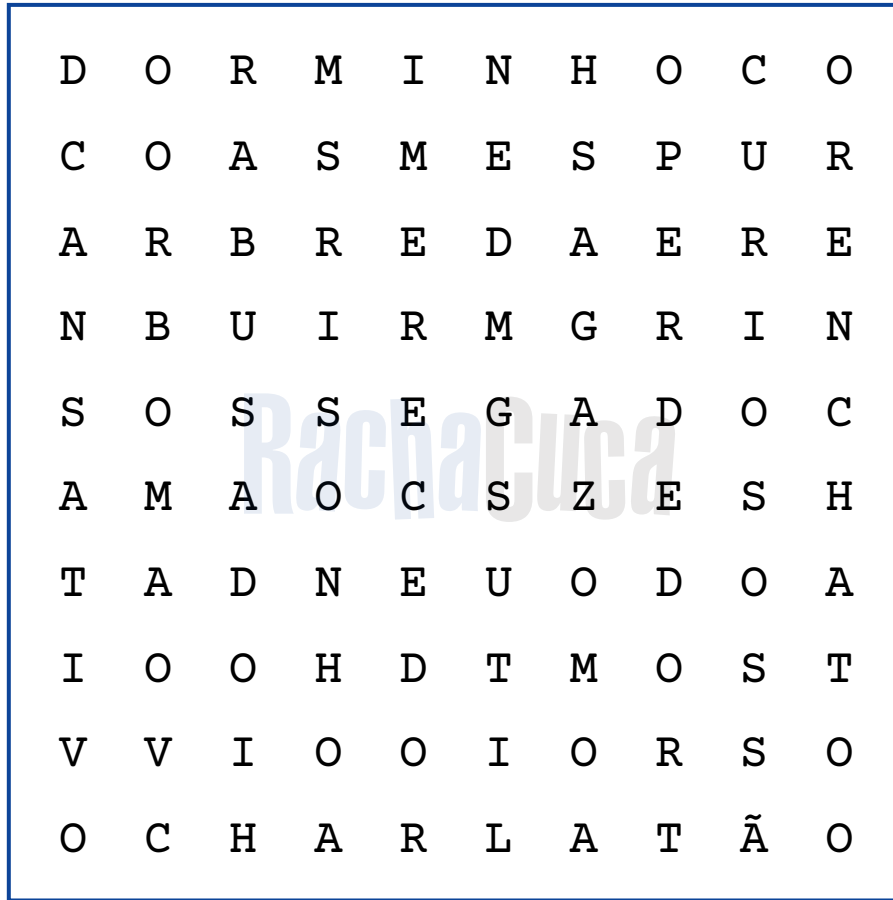 D O R M I N H O C O
C O A S M E S P U R
A R B R E D A E R E
N B U I R M G R I N
S O S S E G A D O C
A M A O C S Z E S H
T A D N E U O D O A
I O O H D T M O S T
V V I O O I O R S O
O C H A R L A T Ã O
RachaCuca